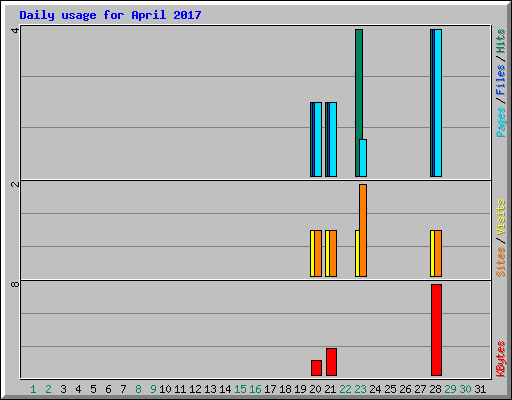 Daily usage for April 2017
4
2
8
Pages / Files / Hits
Sites / Visits
KBytes
1 2 3 4 5 6 7 8 9 10 11 12 13 14 15 16 17 18 19 20 21 22 23 24 25 26 27 28 29 30 31